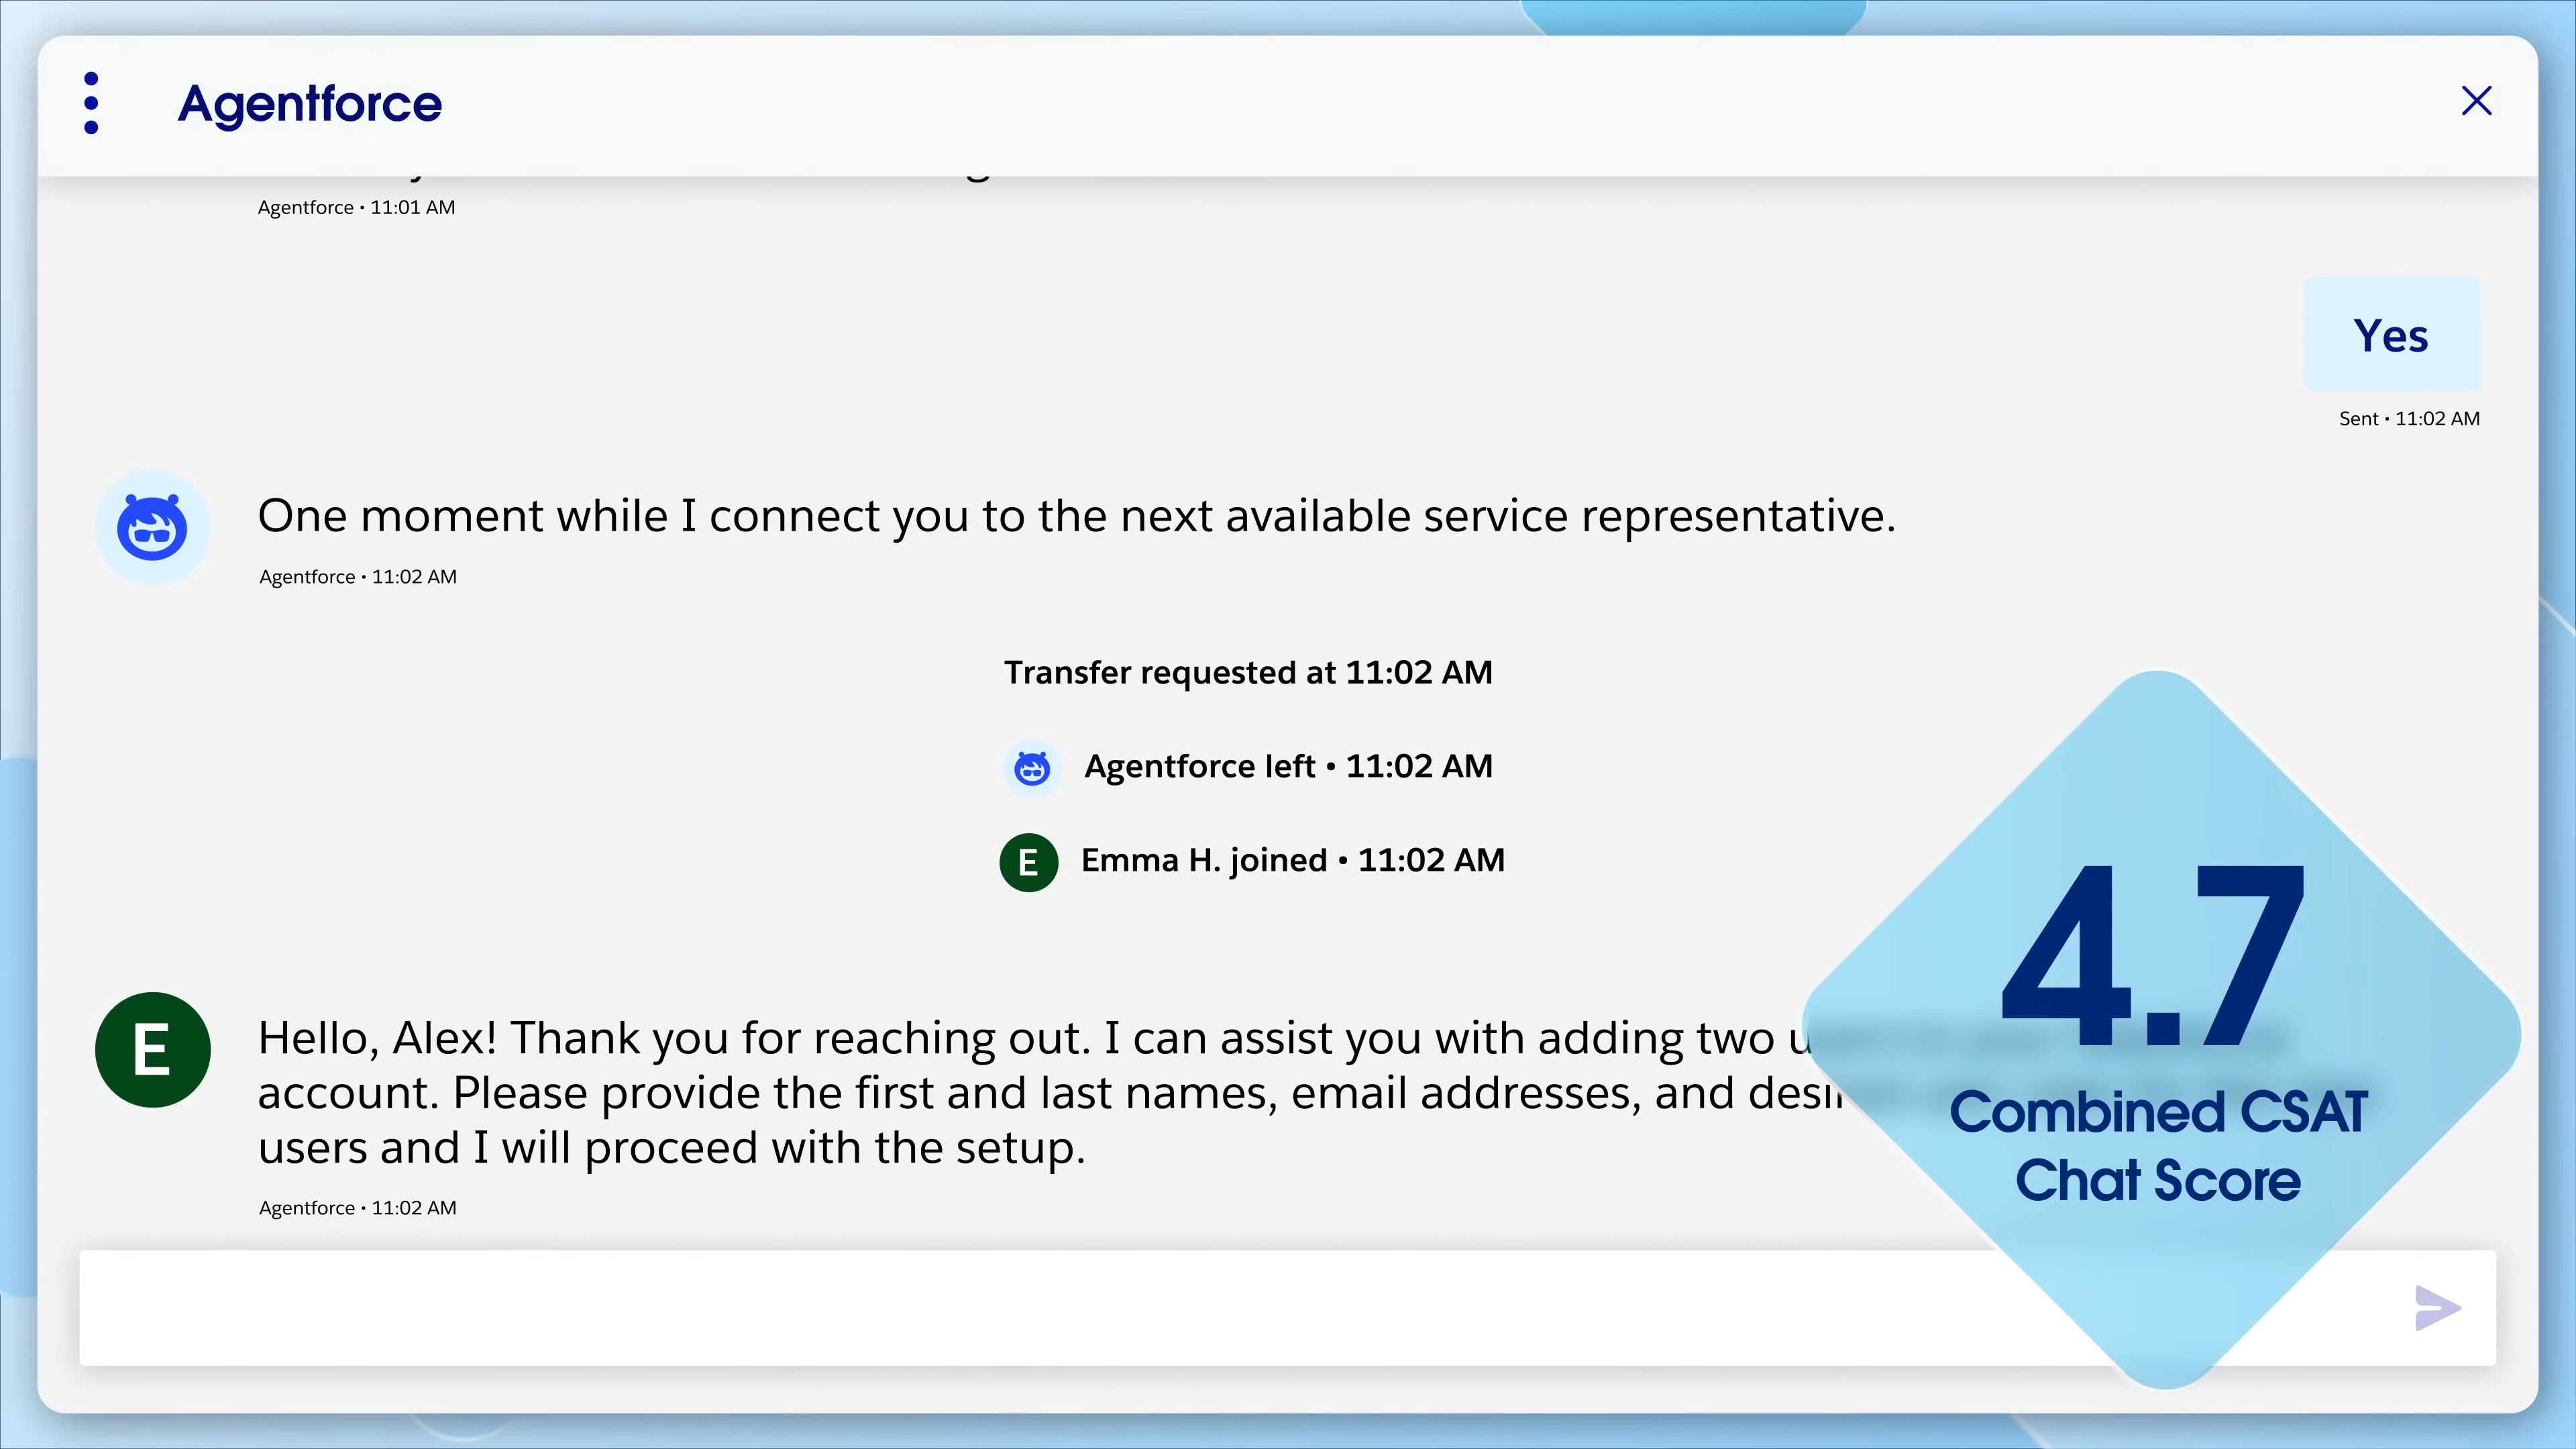 Agentforce
Agentforce • 11:01 AM
Yes
Sent • 11:02 AM
One moment while I connect you to the next available service representative.
Agentforce • 11:02 AM
Transfer requested at 11:02 AM
Agentforce left • 11:02 AM
E Emma H. joined • 11:02 AM
E
Hello, Alex! Thank you for reaching out. I can assist you with adding two
account. Please provide the first and last names, email addresses, and
users and I will proceed with the setup.
Agentforce • 11:02 AM
4.7
Combined CSAT
Chat Score